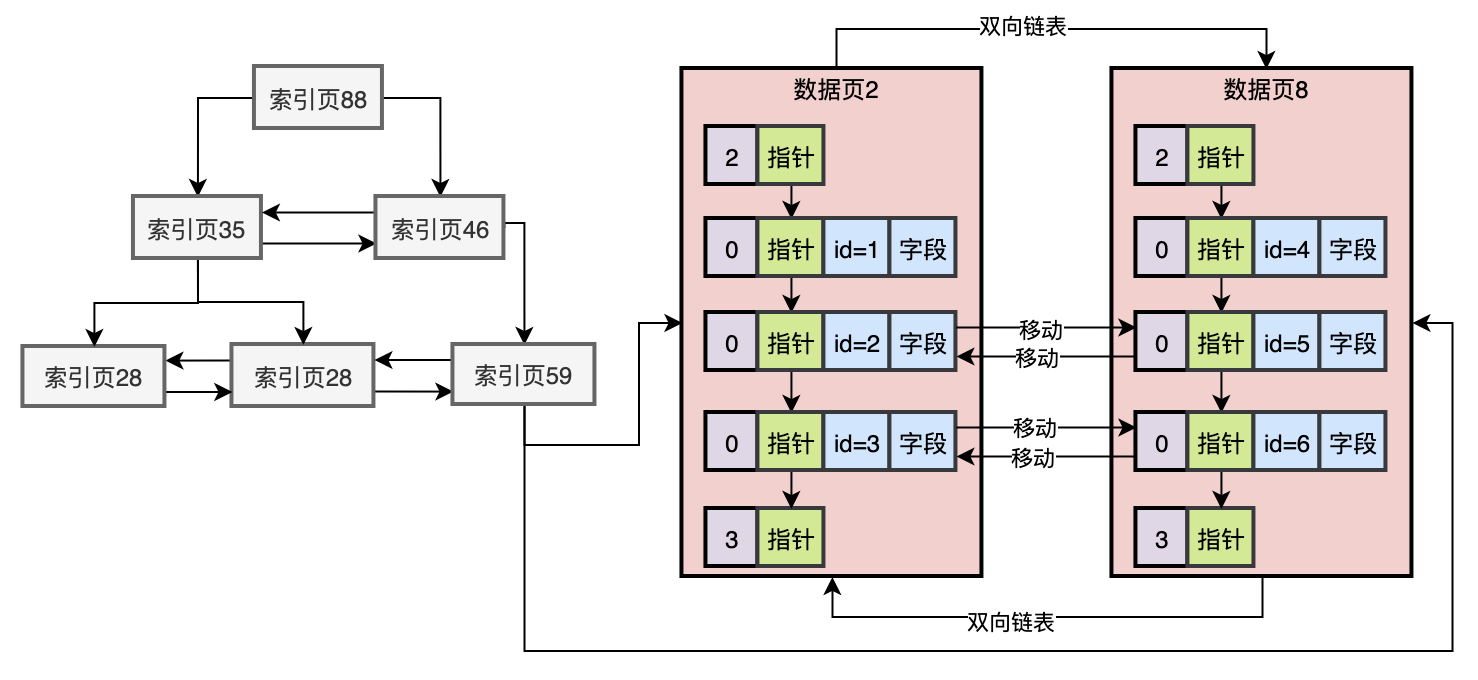 双向链表
索引页88
索引页35
索引页46
索引页28
索引页28
索引页59
数据页2
2 指针
0 指针 id=1 字段
0 指针 id=2 字段
0 指针 id=3 字段
3 指针
移动
移动
移动
移动
数据页8
2 指针
0 指针 id=4 字段
0 指针 id=5 字段
0 指针 id=6 字段
3 指针
双向链表